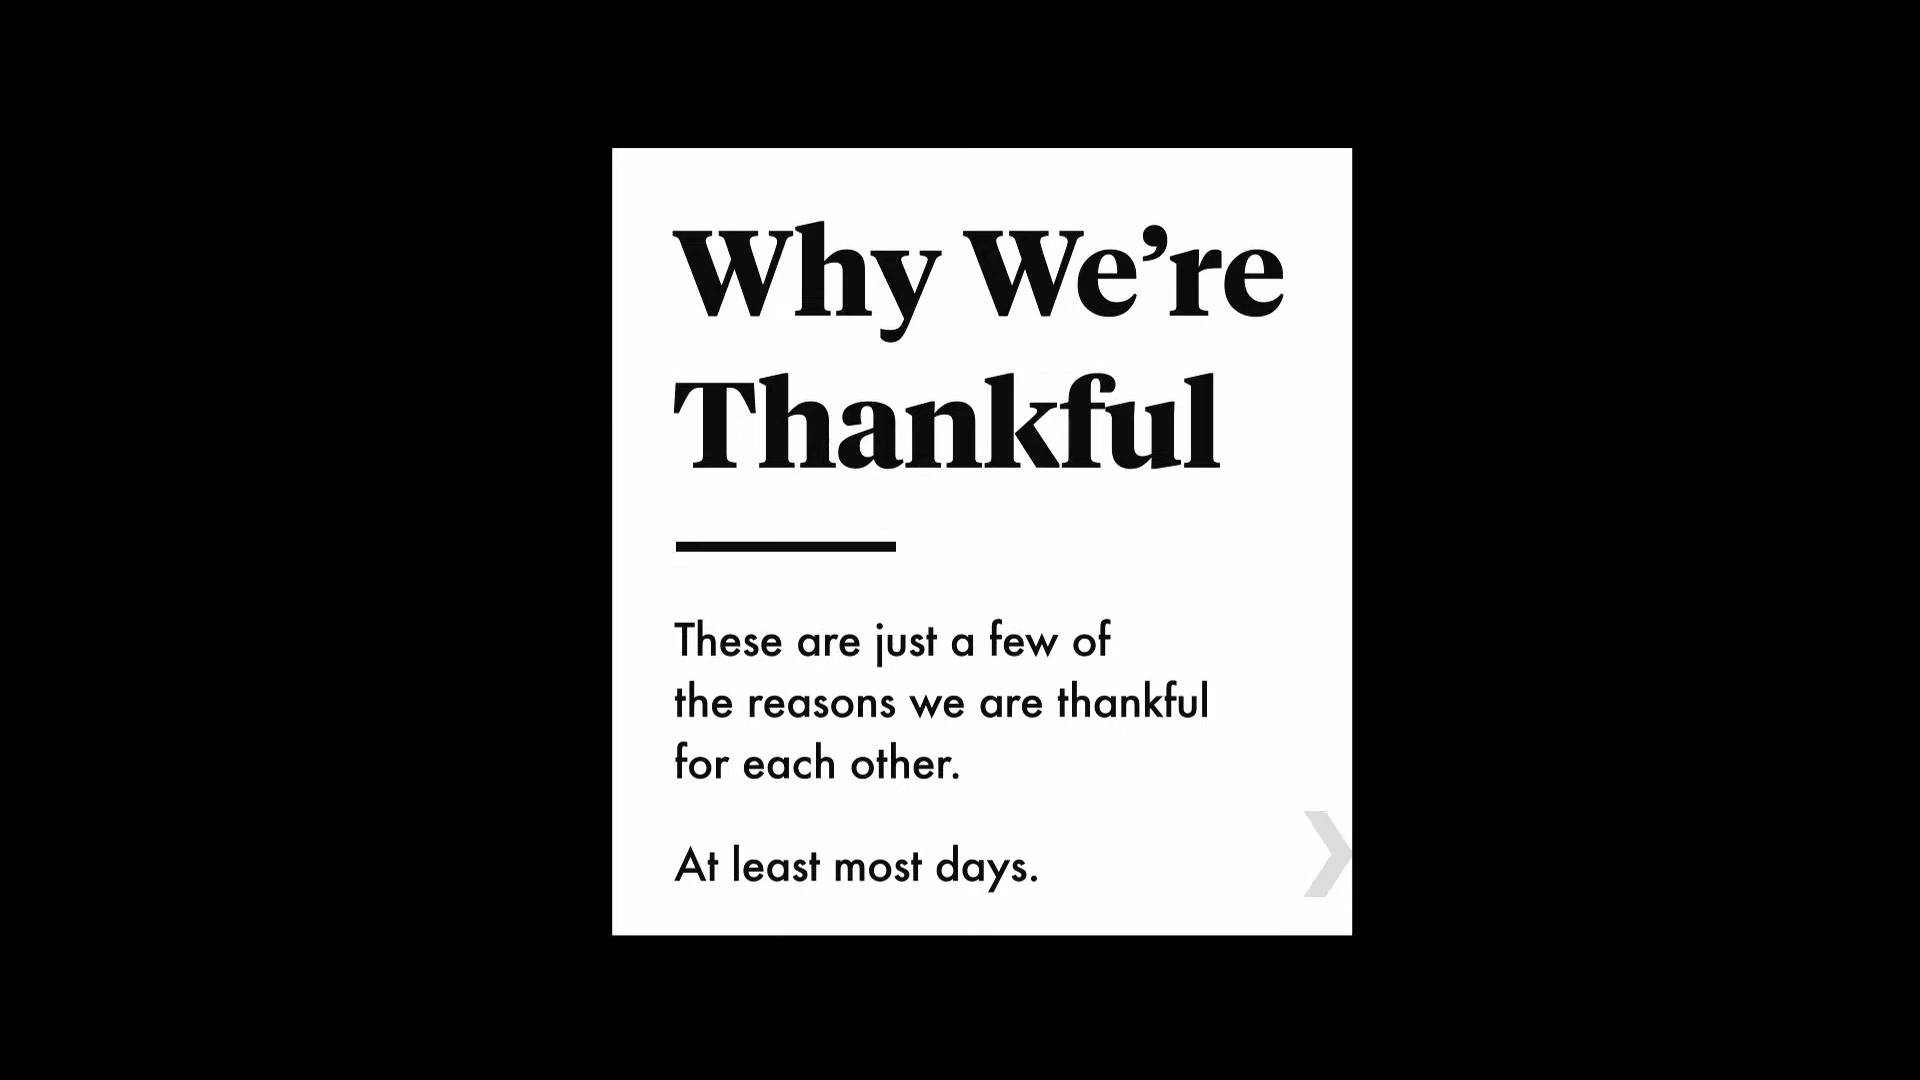 Why We’re
Thankful
These are just a few of
the reasons we are thankful
for each other.
At least most days.